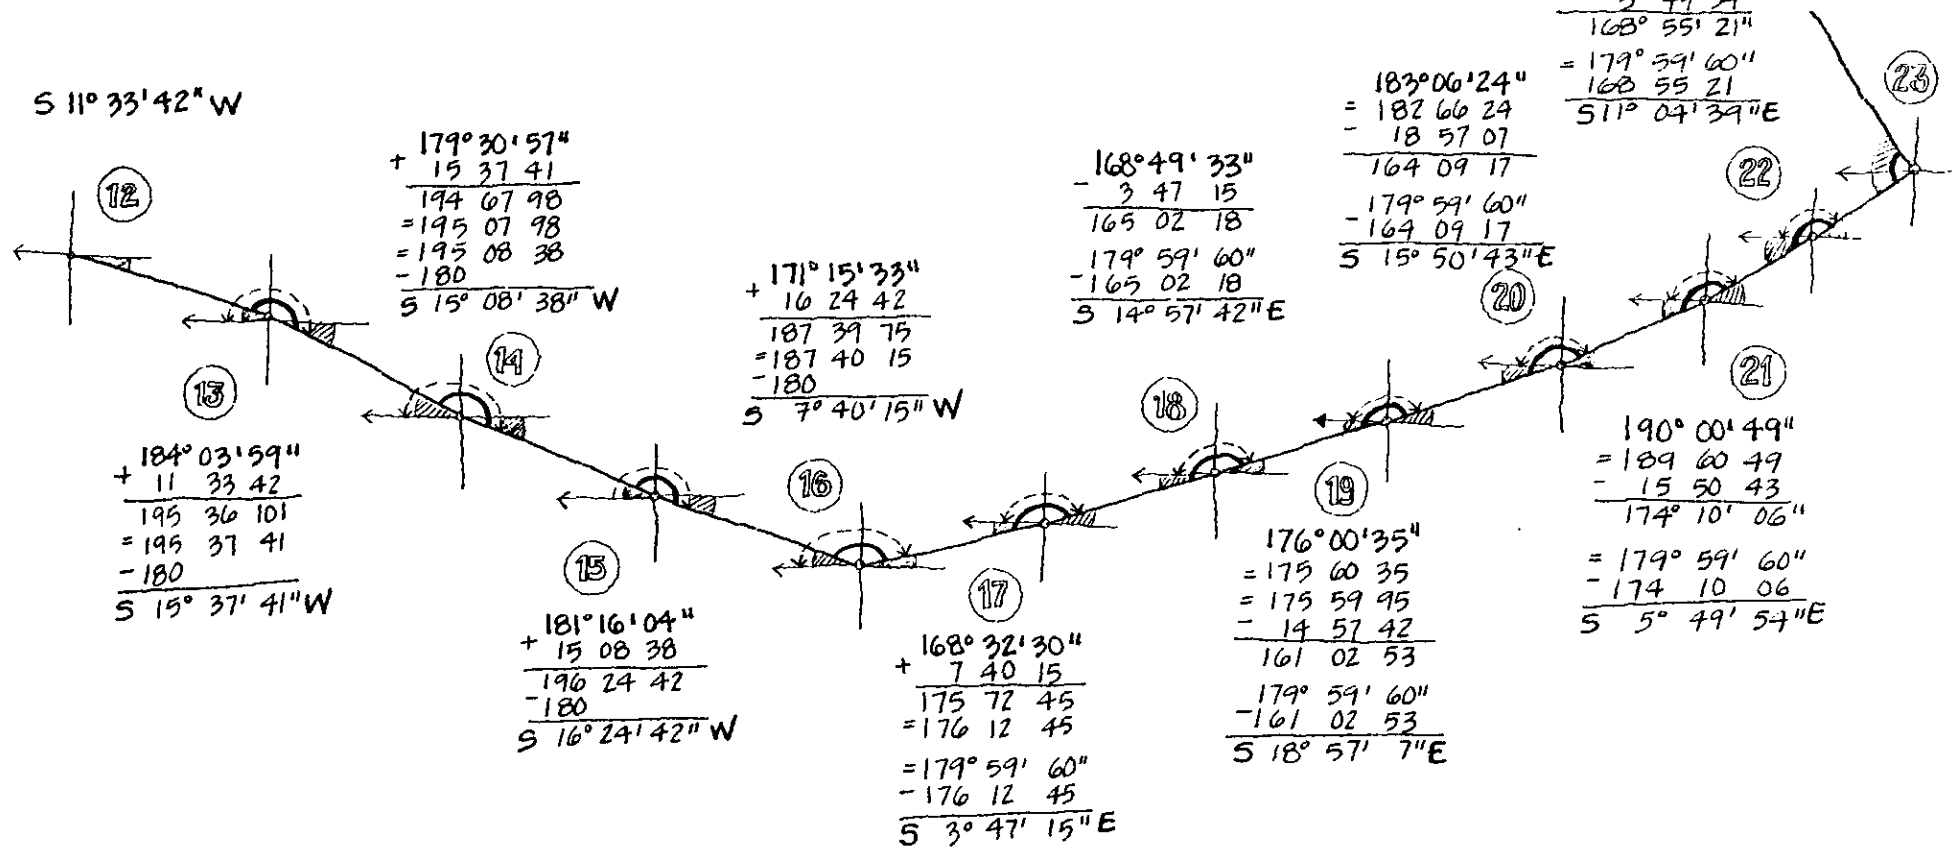 S 11° 33' 42" W
12
179° 30' 57"
+ 15 37 41
194 67 98
= 195 07 98
= 195 08 38
- 180
S 15° 08' 38" W
14
13
184° 03' 59"
+ 11 33 42
195 36 101
= 195 37 41
- 180
S 15° 37' 41" W
171° 15' 33"
+ 16 24 42
187 39 75
= 187 40 15
- 180
S 7° 40' 15" W
16
15
181° 16' 04"
+ 15 08 38
196 24 42
- 180
S 16° 24' 42" W
168° 49' 33"
- 3 47 15
165 02 18
179° 59' 60"
- 165 02 18
S 14° 57' 42" E
18
17
168° 32' 30"
+ 7 40 15
175 72 45
= 176 12 45
= 179° 59' 60"
- 176 12 45
S 3° 47' 15" E
183° 06' 24"
= 182 66 24
- 18 57 07
164 09 17
- 179° 59' 60"
- 164 09 17
S 15° 50' 43" E
20
19
176° 00' 35"
= 175 60 35
= 175 59 95
- 14 57 42
161 02 53
179° 59' 60"
- 161 02 53
S 18° 57' 7" E
168° 55' 21"
= 179° 59' 60"
168 55 21
S 11° 04' 39" E
23
22
21
190° 00' 49"
= 189 60 49
- 15 50 43
174° 10' 06"
= 179° 59' 60"
- 174 10 06
S 5° 49' 54" E